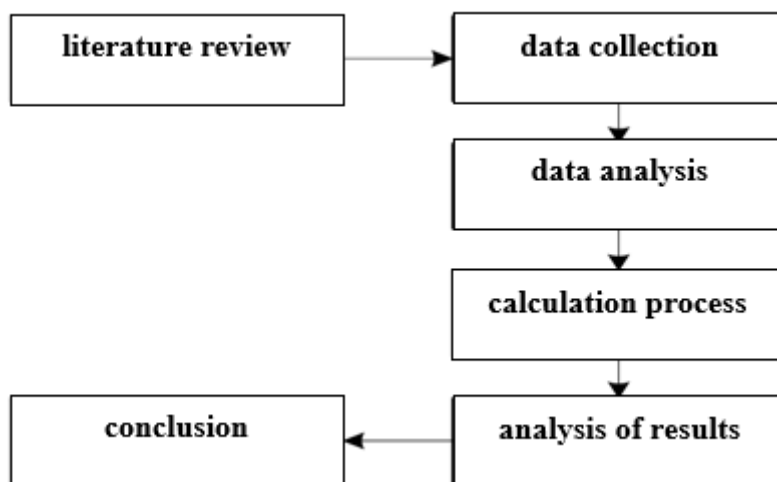 literature review
data collection
data analysis
calculation process
analysis of results
conclusion